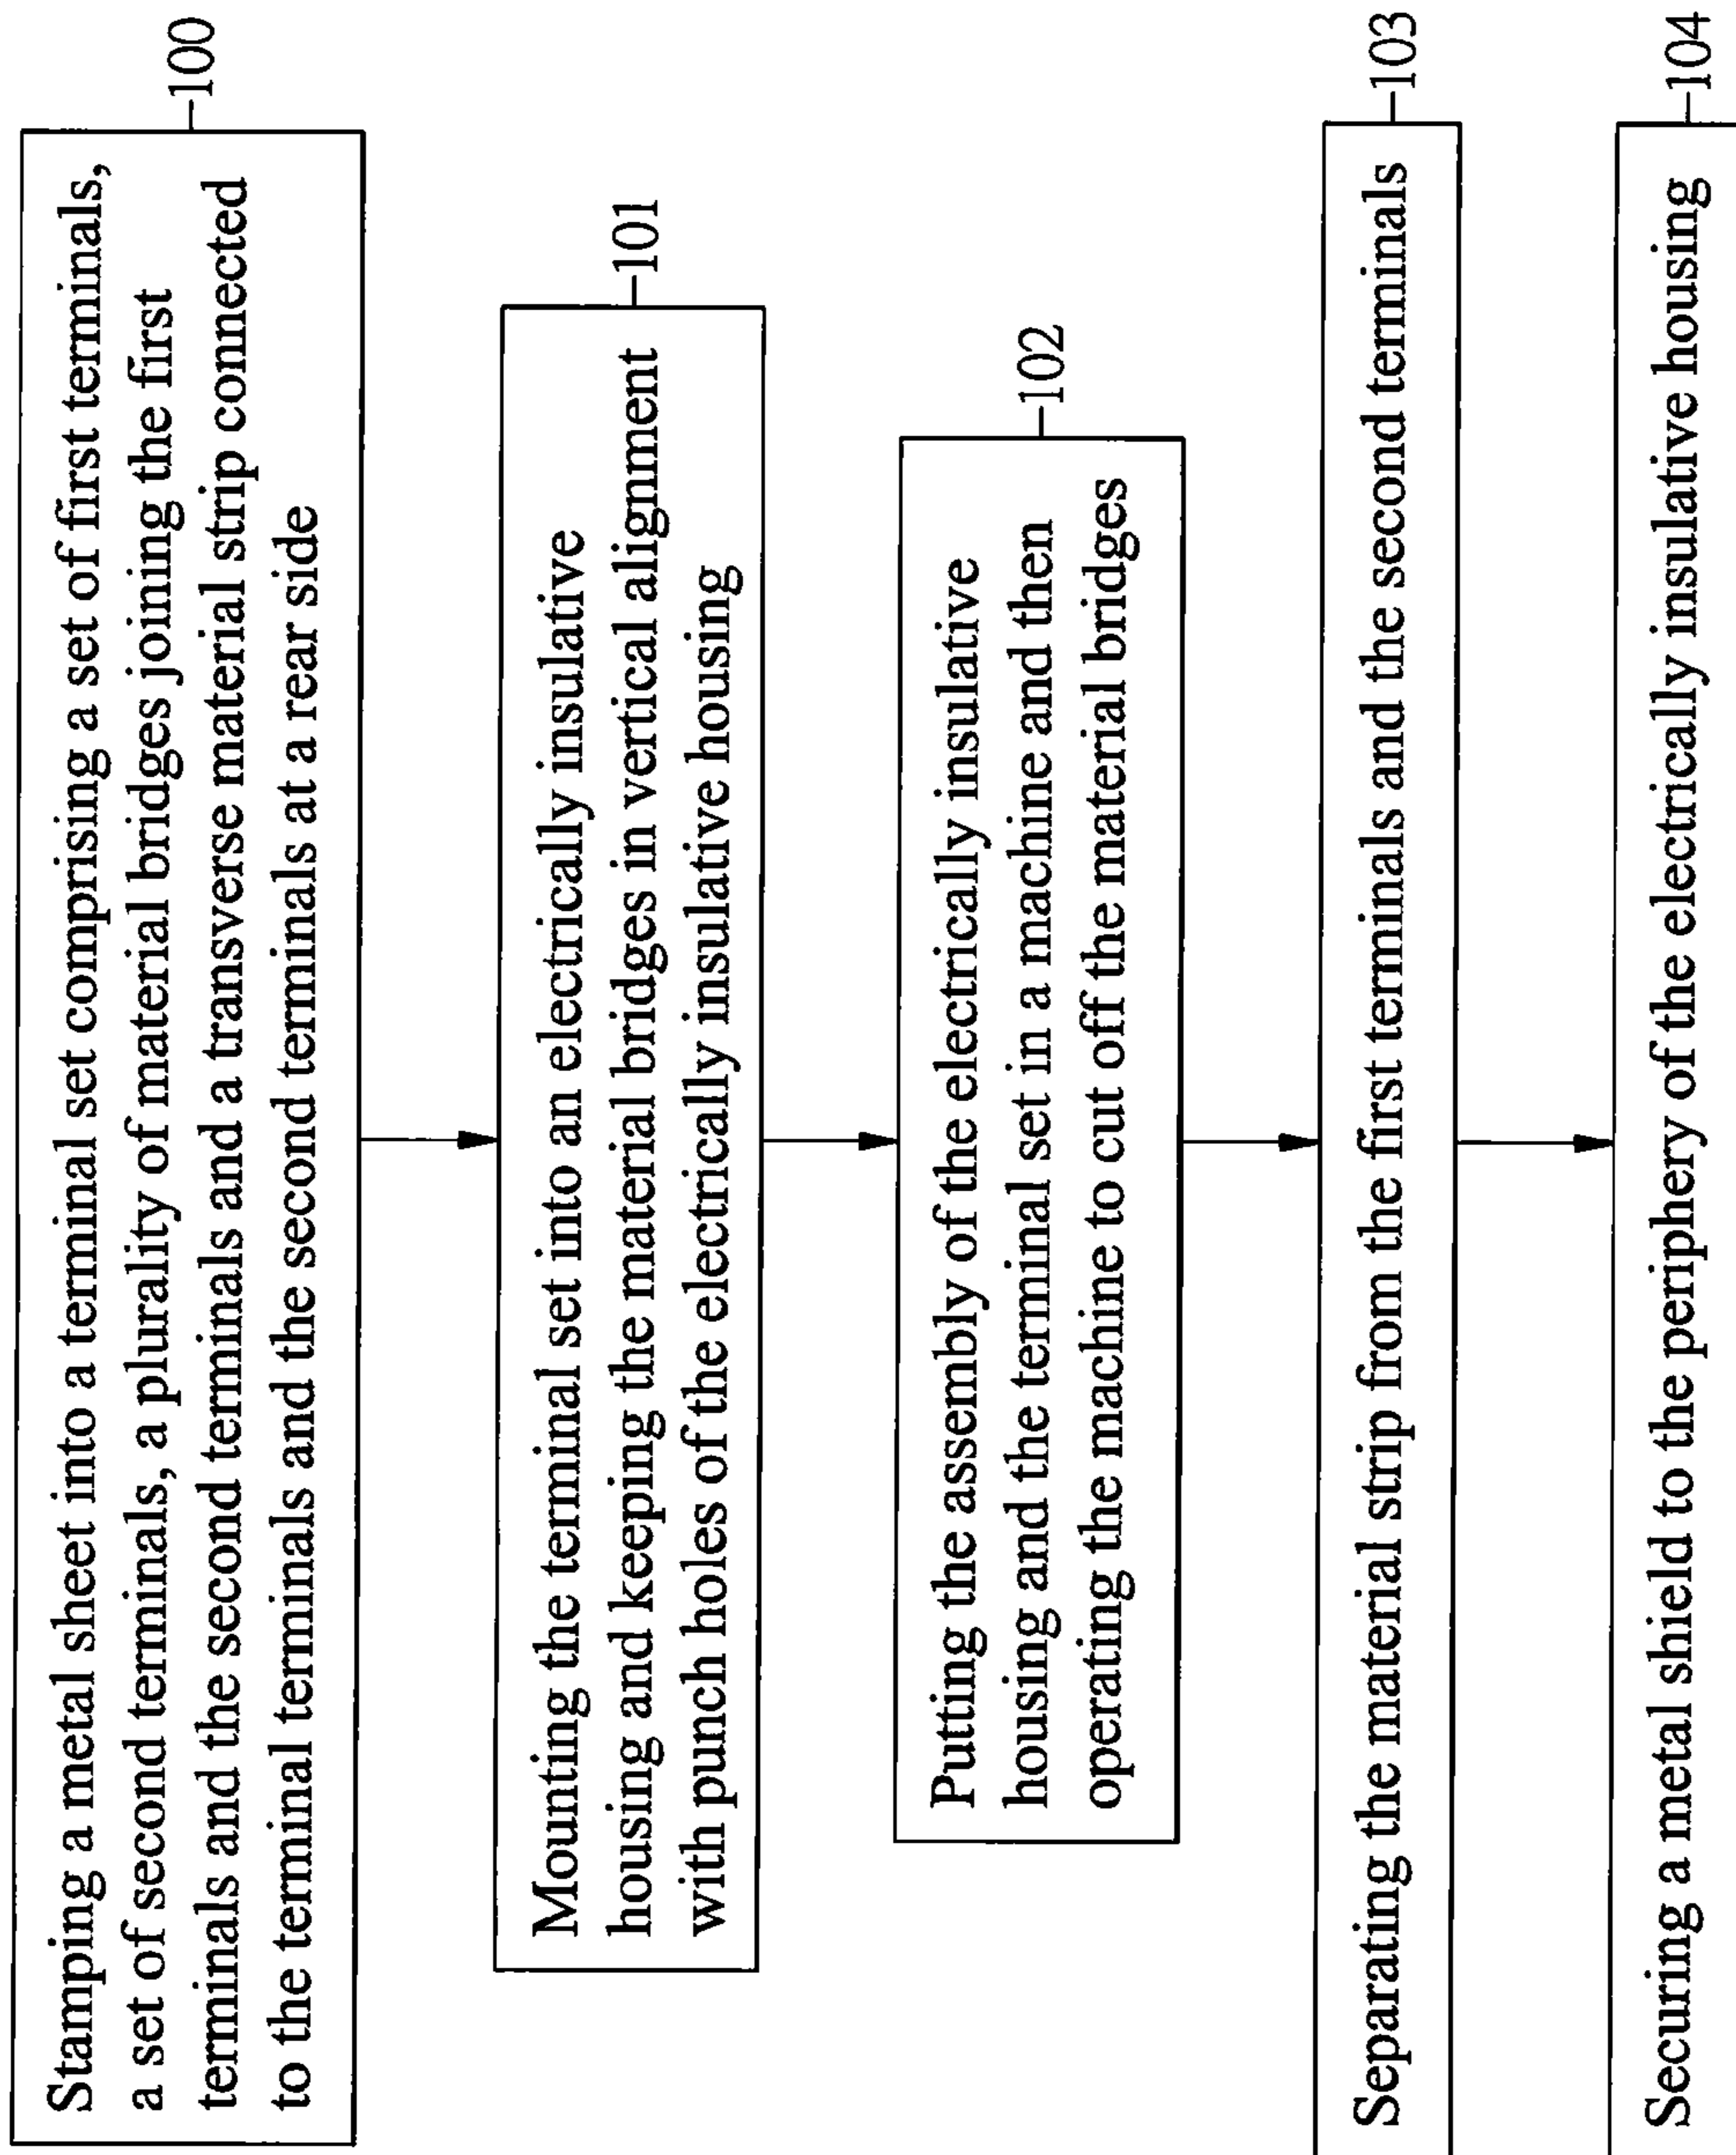 Stamping a metal sheet into a terminal set comprising a set of first terminals,
a set of second terminals, a plurality of material bridges joining the first
terminals and the second terminals and a transverse material strip connected
to the terminal terminals and the second terminals at a rear side
100
Mounting the terminal set into an electrically insulative
housing and keeping the material bridges in vertical alignment
with punch holes of the electrically insulative housing
101
Putting the assembly of the electrically insulative
housing and the terminal set in a machine and then
operating the machine to cut off the material bridges
102
Separating the material strip from the first terminals and the second terminals
103
Securing a metal shield to the periphery of the electrically insulative housing
104